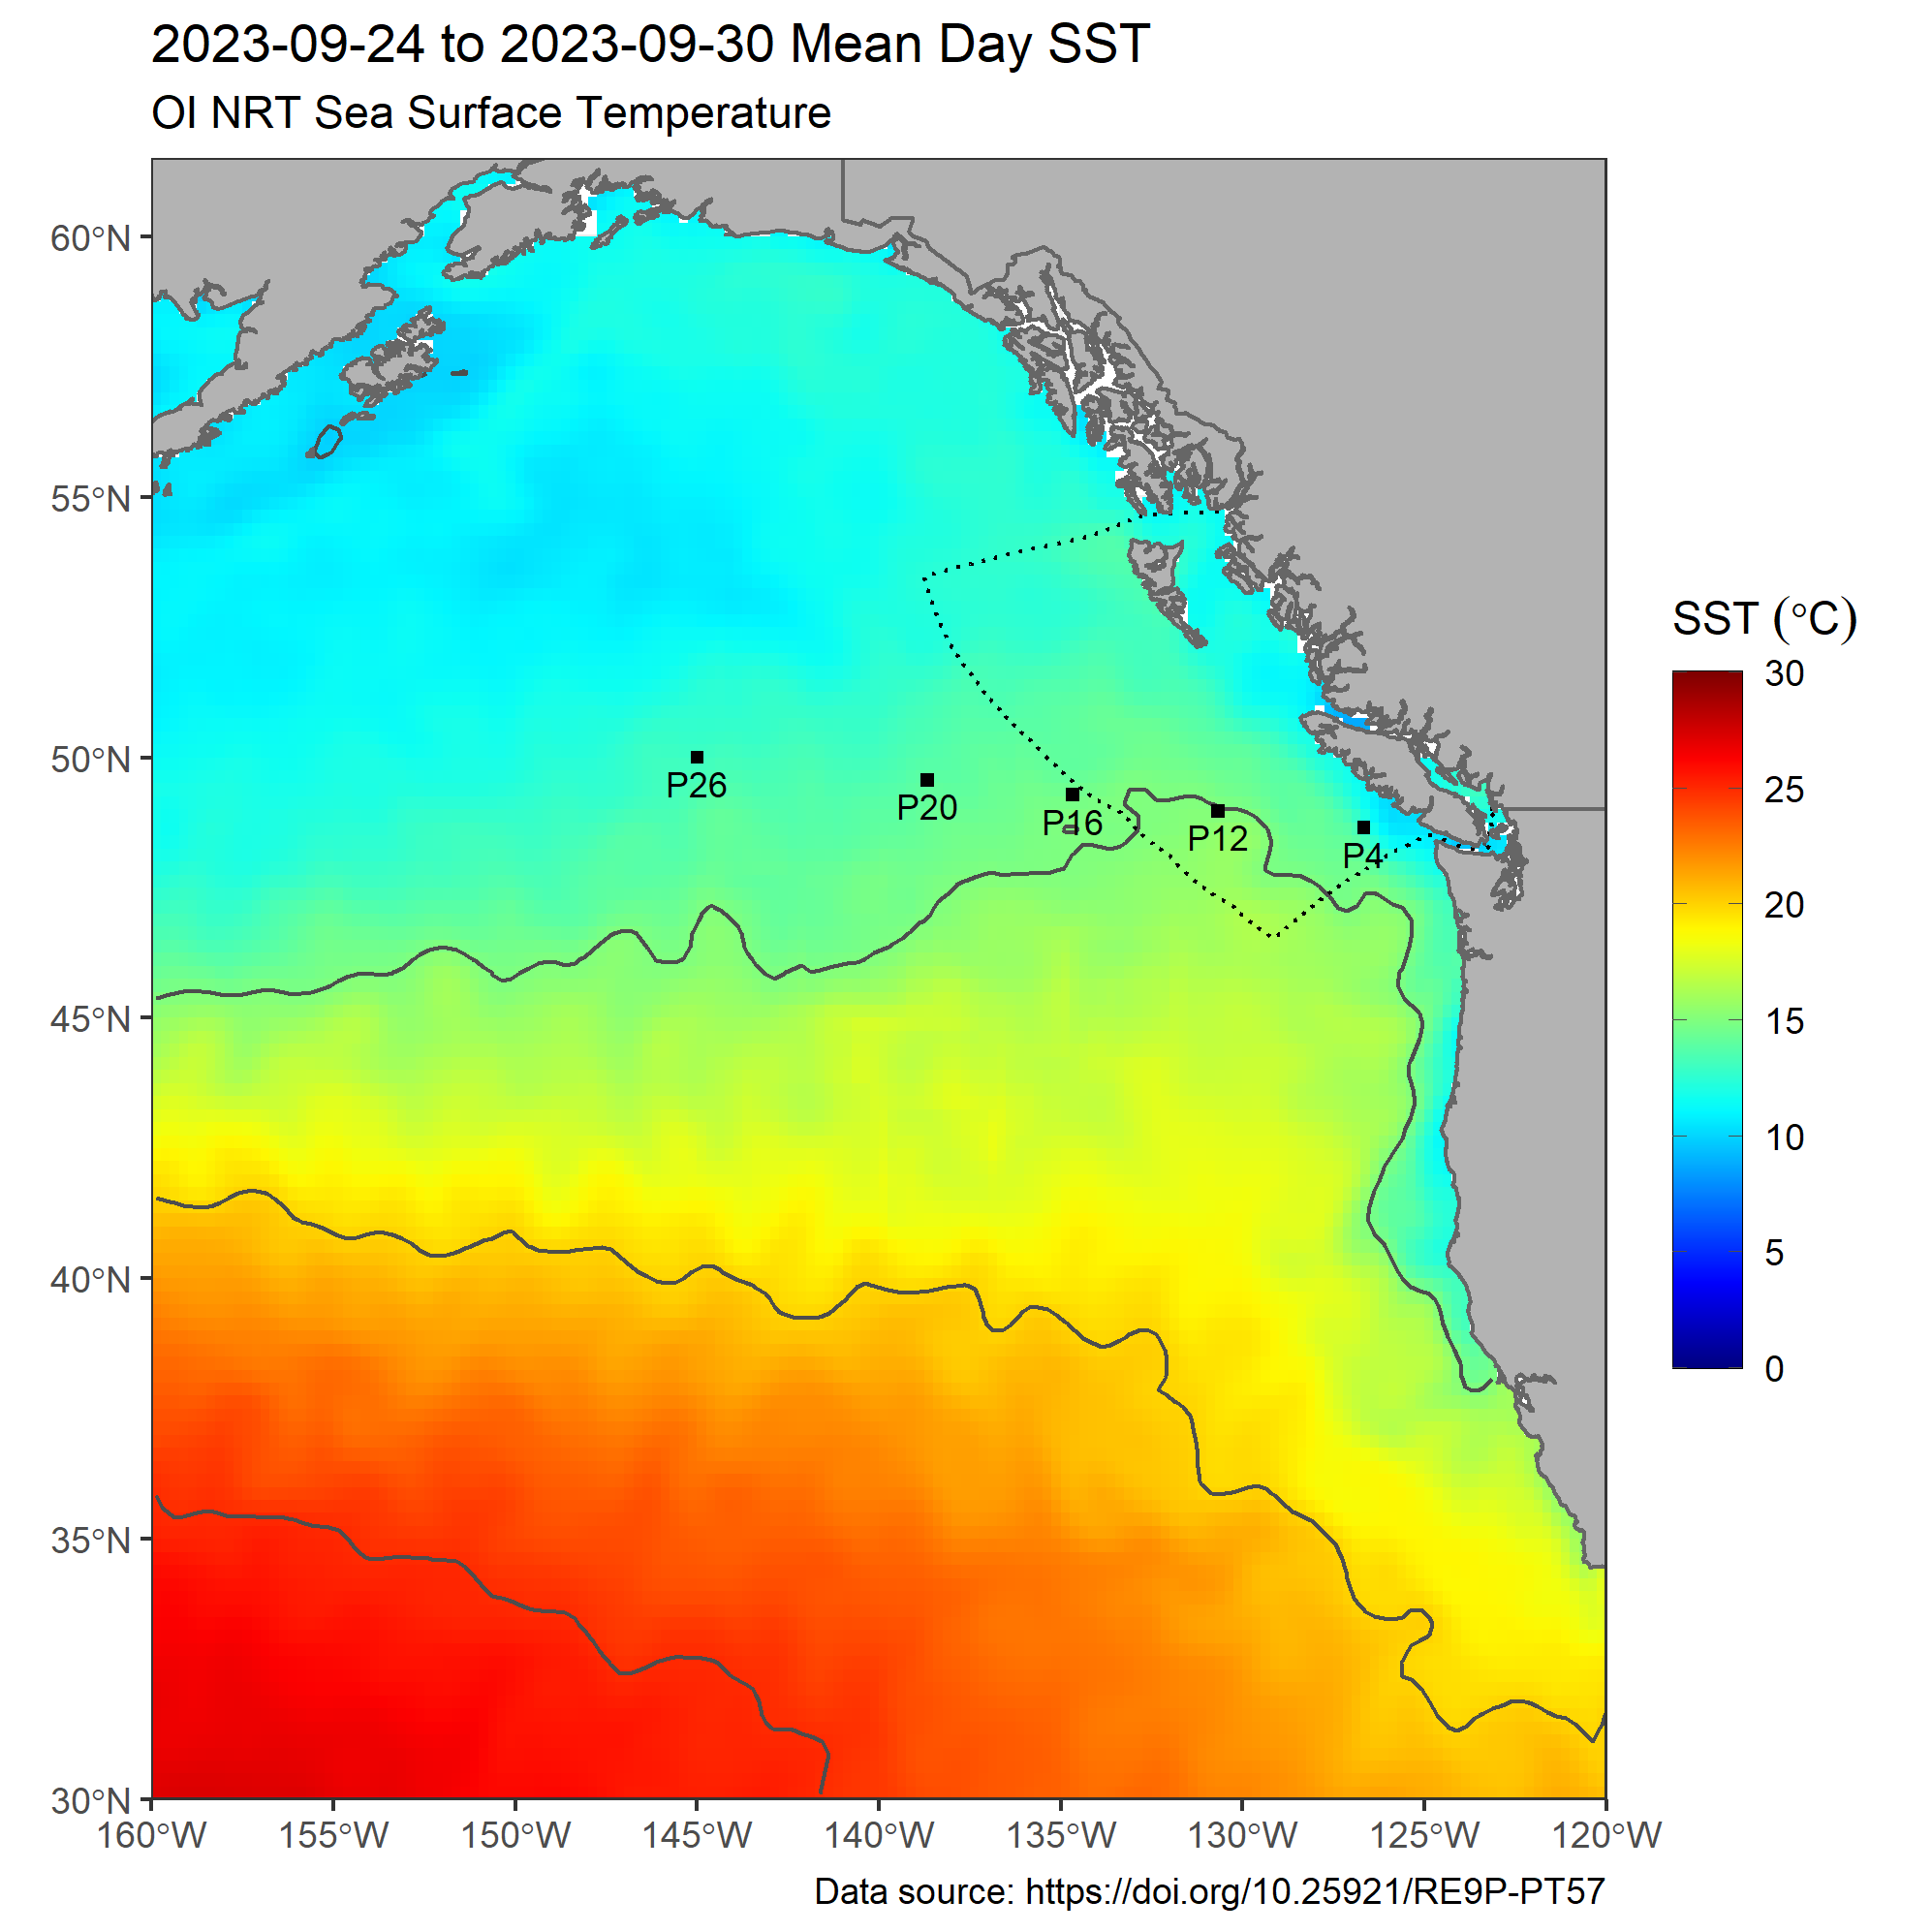 2023-09-24 to 2023-09-30 Mean Day SST
OI NRT Sea Surface Temperature
60°N
55°N
50°N
45°N
40°N
35°N
30°N
P26
P20
P16
P12
P4
160°W
155°W
150°W
145°W
140°W
135°W
130°W
125°W
120°W
SST (°C)
30
25
20
15
10
5
0
Data source: https://doi.org/10.25921/RE9P-PT57